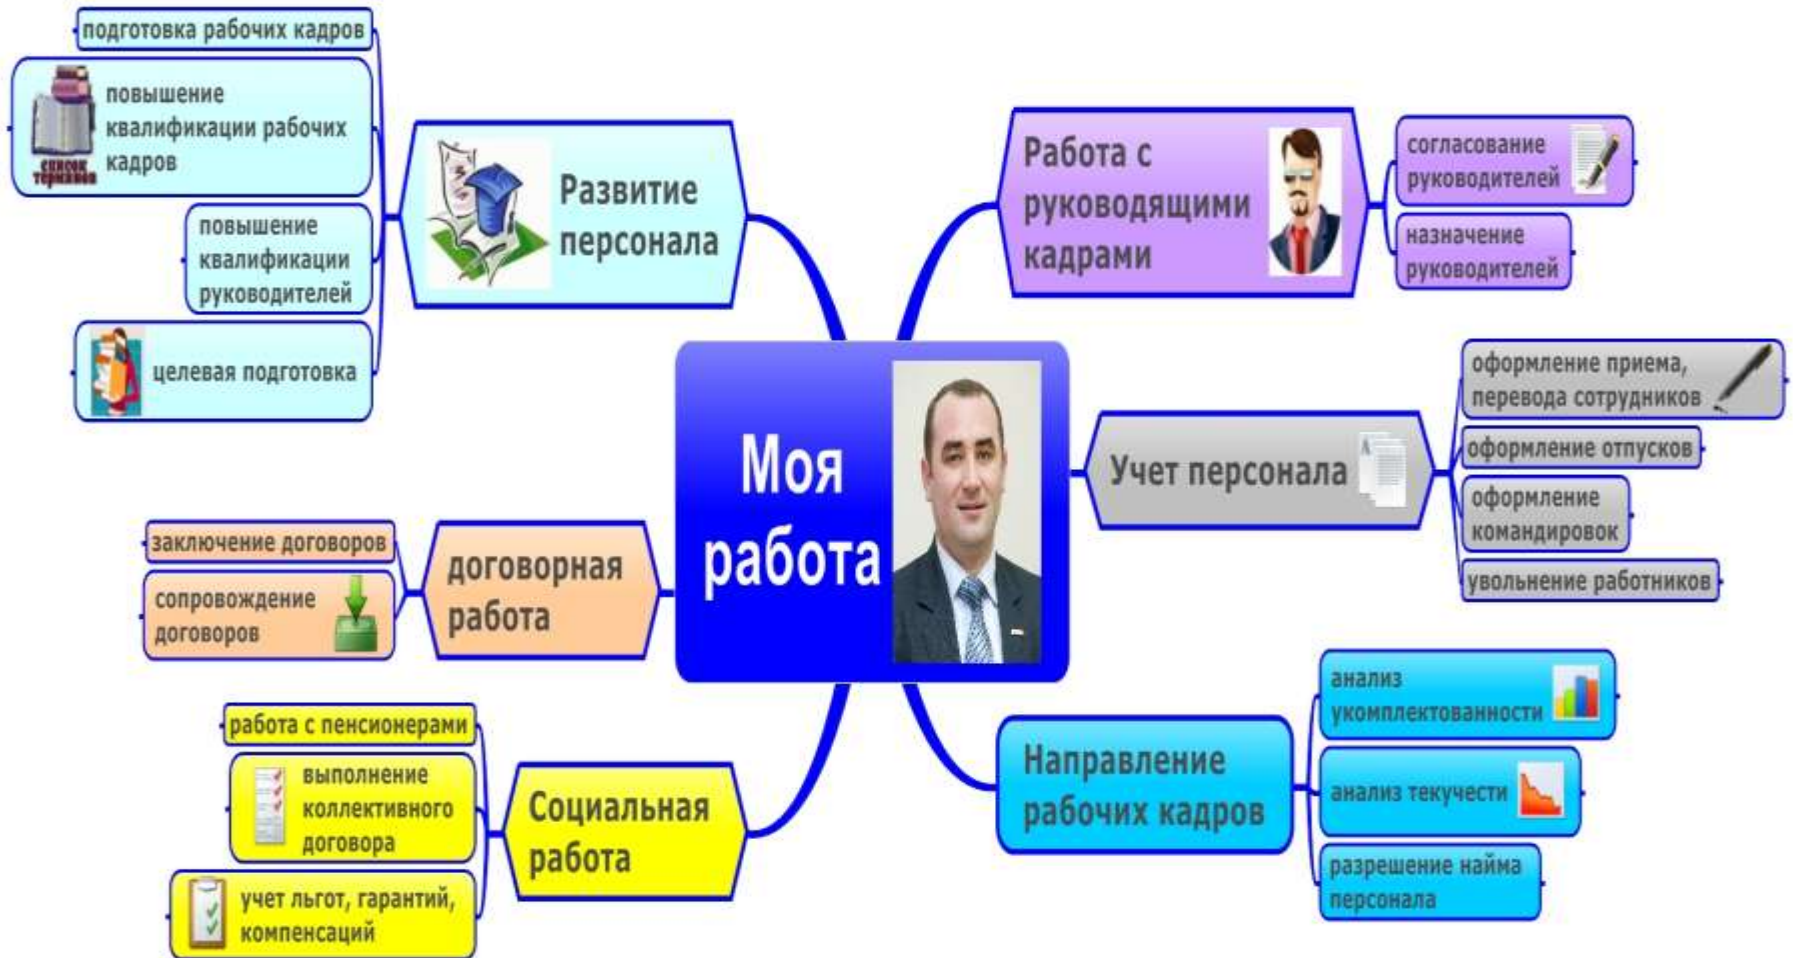 подготовка рабочих кадров
повышение
квалификации рабочих
кадров
список
терминов
повышение
квалификации
руководителей
целевая подготовка
Развитие
персонала
Работа с
руководящими
кадрами
согласование
руководителей
назначение
руководителей
Моя
работа
Учет персонала
оформление приема,
перевода сотрудников
оформление отпусков
оформление
командировок
увольнение работников
заключение договоров
сопровождение
договоров
договорная
работа
работа с пенсионерами
выполнение
коллективного
договора
учет льгот, гарантий,
компенсаций
Социальная
работа
Направление
рабочих кадров
анализ
укомплектованности
анализ текучести
разрешение найма
персонала